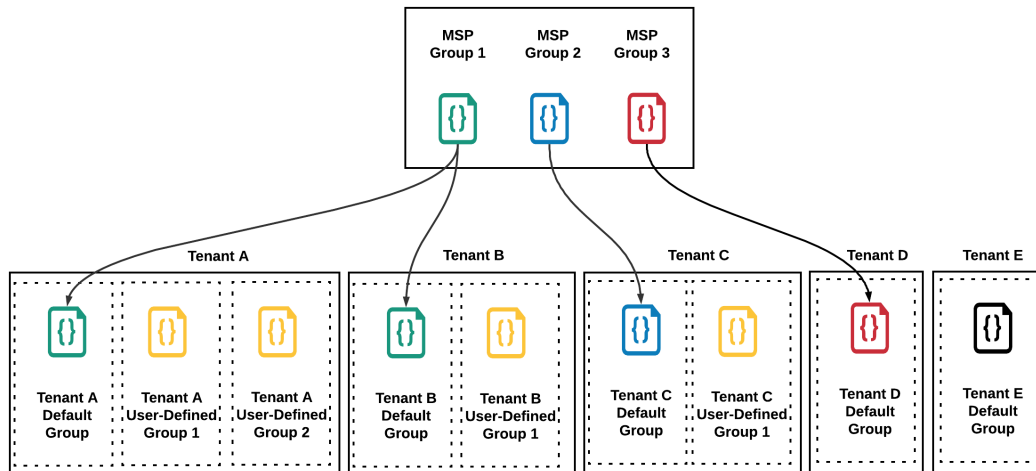 MSP
Group 1
MSP
Group 2
MSP
Group 3
{}
{}
{}
Tenant A
Tenant B
Tenant C
Tenant D
Tenant E
{}
{}
{}
{}
{}
{}
{}
{}
{}
Tenant A
Default
Group
Tenant A
User-Defined
Group 1
Tenant A
User-Defined
Group 2
Tenant B
Default
Group
Tenant B
User-Defined
Group 1
Tenant C
Default
Group
Tenant C
User-Defined
Group 1
Tenant D
Default
Group
Tenant E
Default
Group